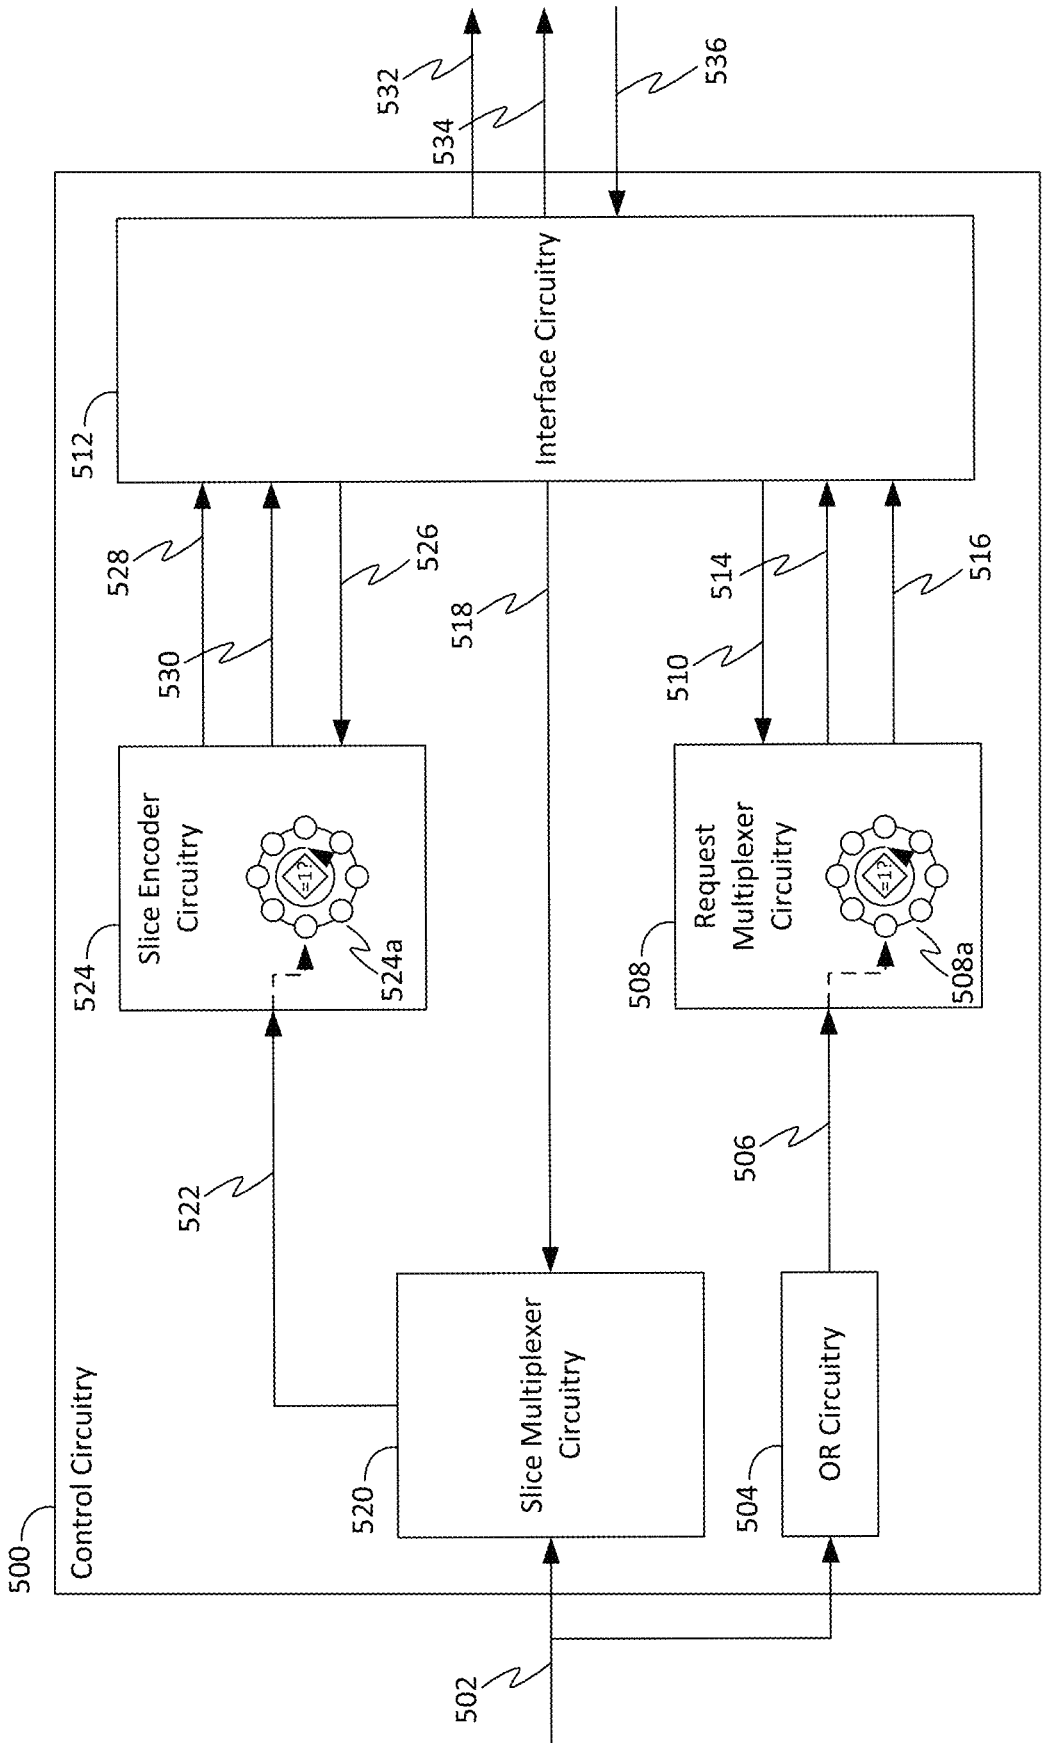 500
Control Circuitry
502
520
Slice Multiplexer
Circuitry
504
OR Circuitry
522
506
524
Slice Encoder
Circuitry
=1?
524a
508
Request
Multiplexer
Circuitry
=1?
508a
528
530
526
518
510
514
516
512
Interface Circuitry
532
534
536